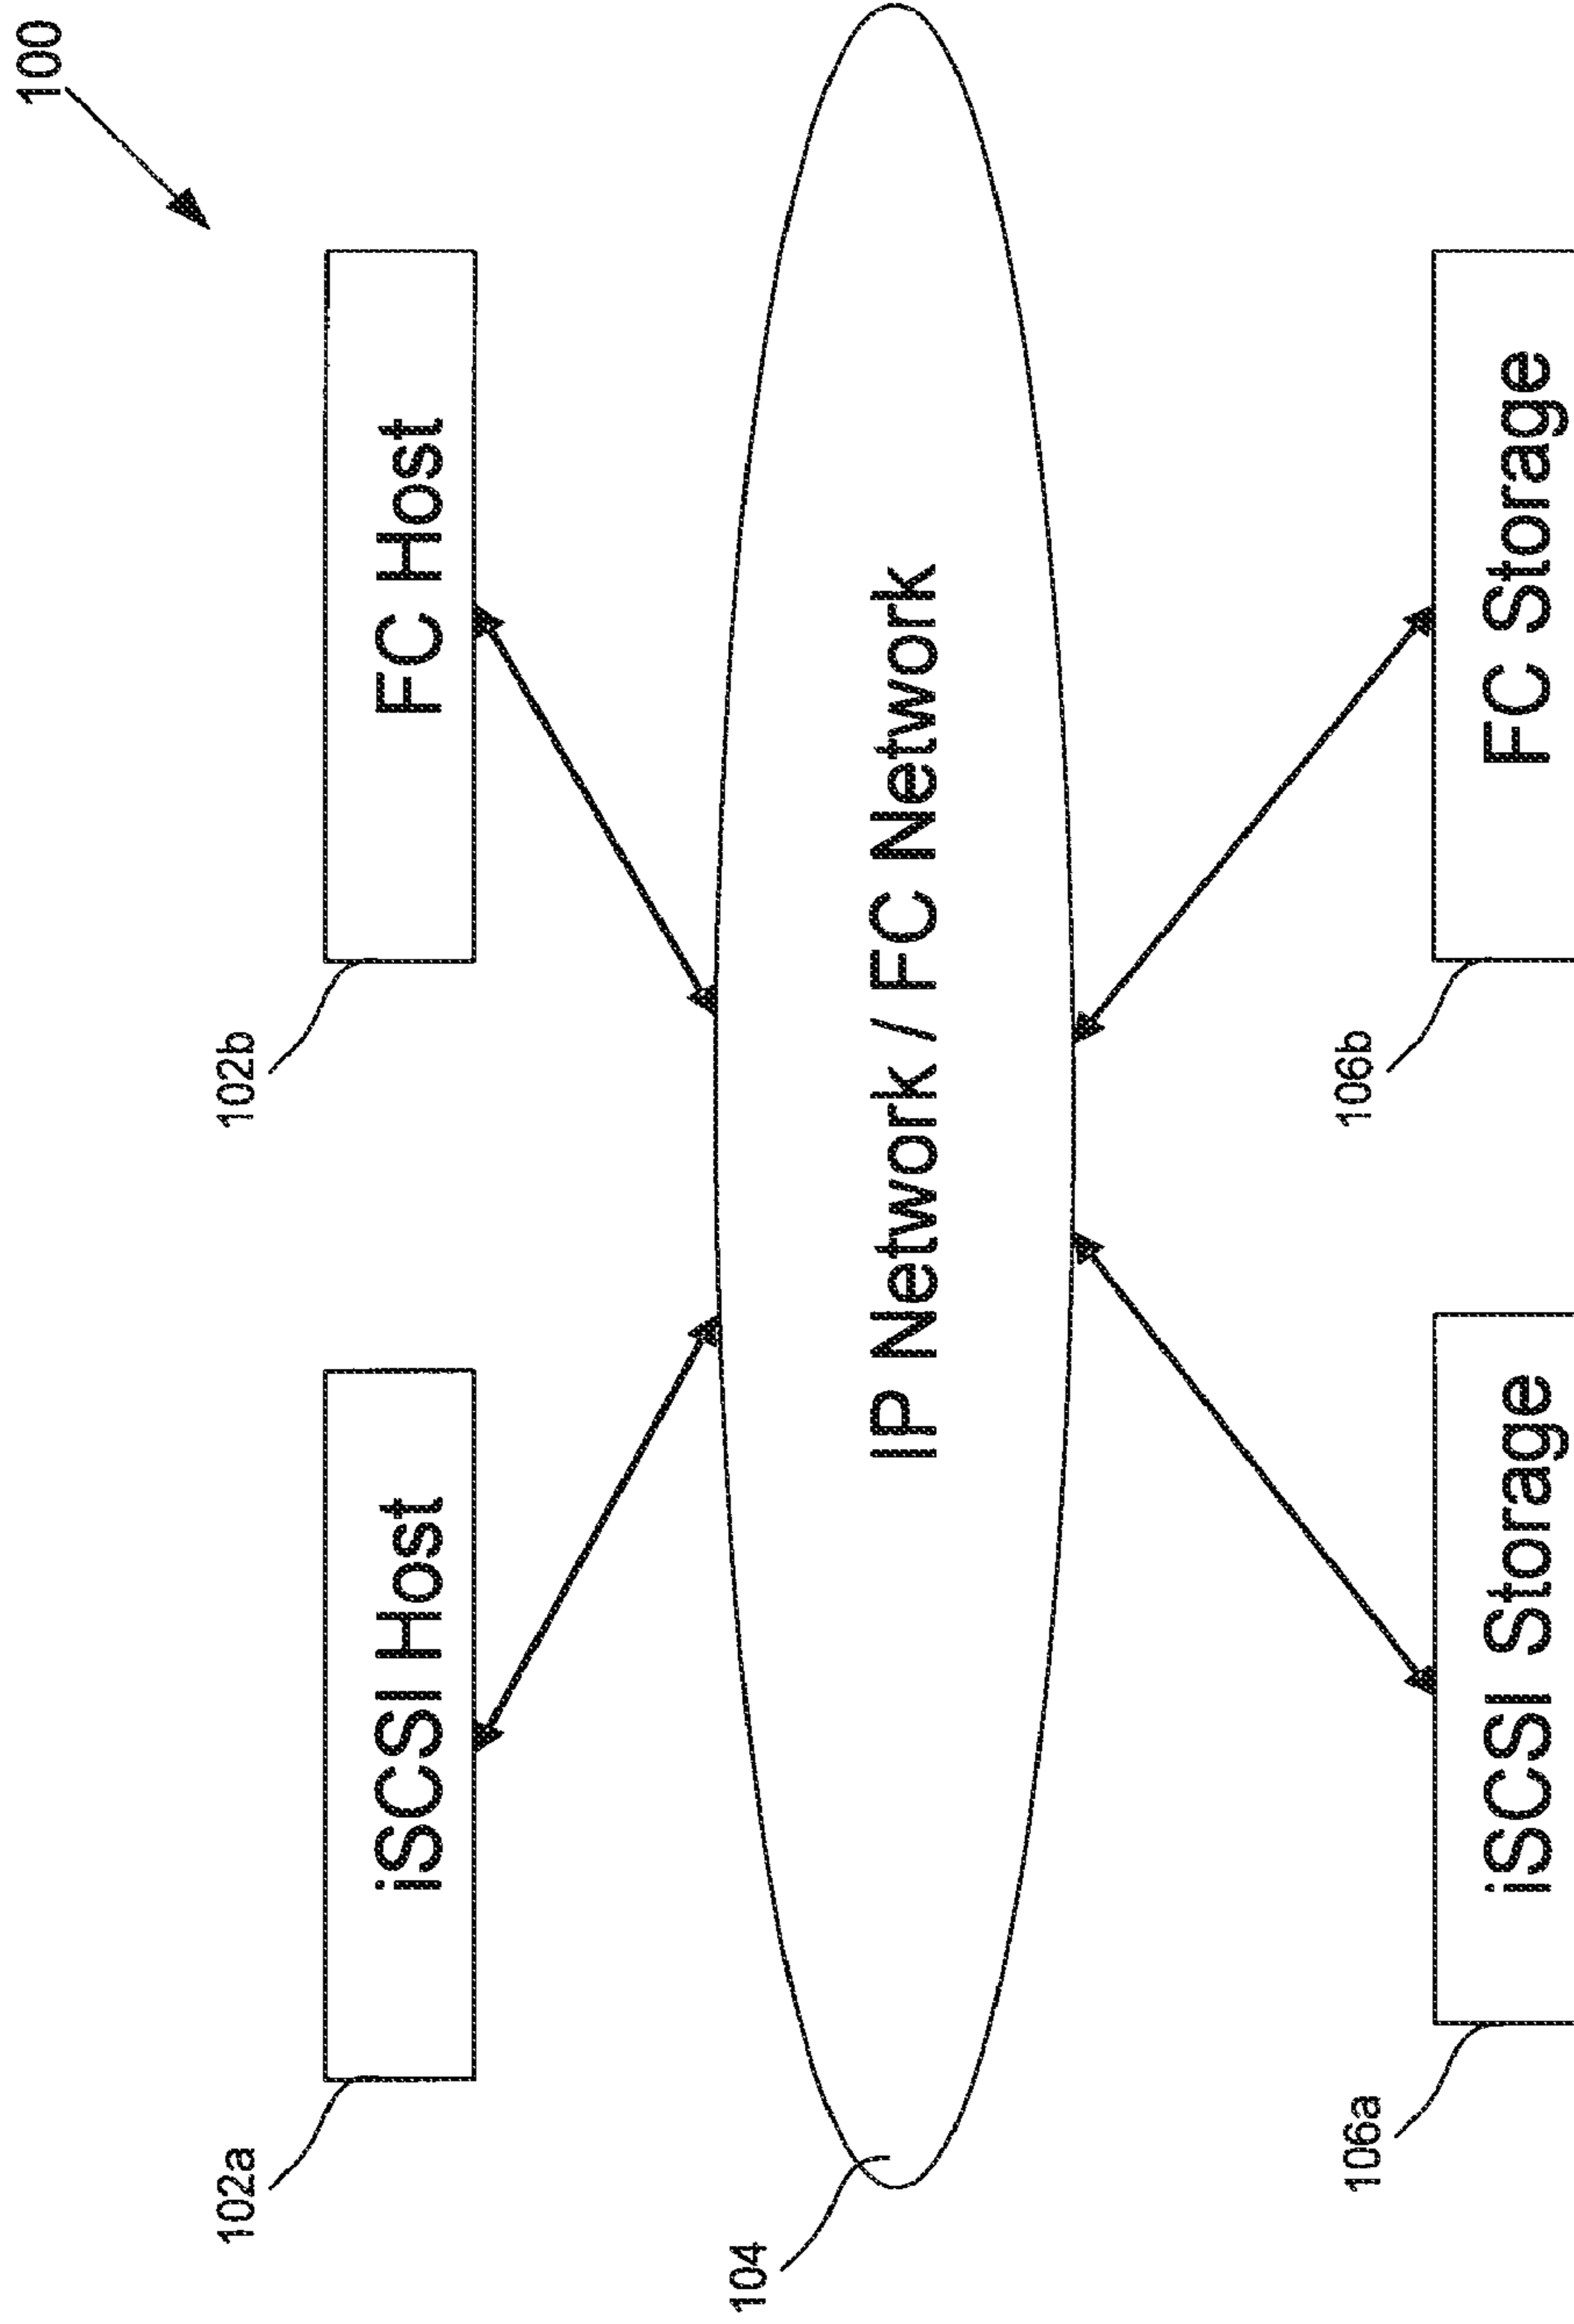 100
102a
iSCSI Host
102b
FC Host
104
IP Network / FC Network
106a
iSCSI Storage
106b
FC Storage